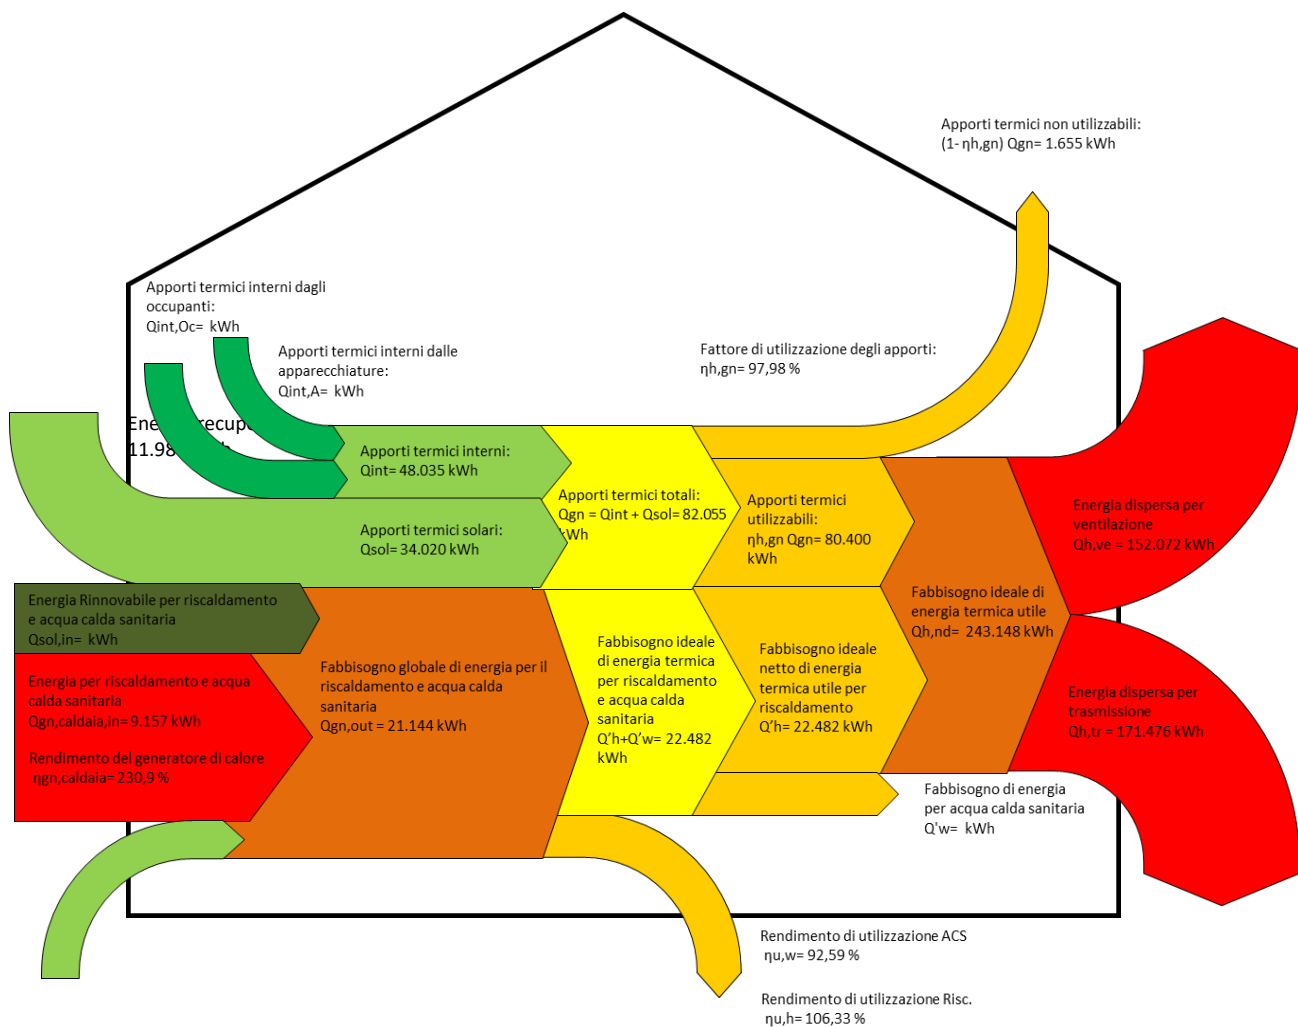 Apporti termici non utilizzabili:
(1- ηh,gn) Qgn= 1.655 kWh
Apporti termici interni dagli
occupanti:
Qint,Oc=  kWh
Apporti termici interni dalle
apparecchiature:
Qint,A=  kWh
Fattore di utilizzazione degli apporti:
ηh,gn= 97,98 %
Apporti termici interni:
Qint= 48.035 kWh
Apporti termici solari:
Qsol= 34.020 kWh
Apporti termici totali:
Qgn = Qint + Qsol= 82.055
kWh
Apporti termici
utilizzabili:
ηh,gn Qgn= 80.400
kWh
Energia dispersa per
ventilazione
Qh,ve = 152.072 kWh
Energia Rinnovabile per riscaldamento
e acqua calda sanitaria
Qsol,in=  kWh
Energia per riscaldamento e acqua
calda sanitaria
Qgn,caldaia,in= 9.157 kWh
Rendimento del generatore di calore
ηgn,caldaia= 230,9 %
Fabbisogno globale di energia per il
riscaldamento e acqua calda
sanitaria
Qgn,out = 21.144 kWh
Fabbisogno ideale
di energia termica
per riscaldamento
e acqua calda
sanitaria
Q’h+Q’w= 22.482
kWh
Fabbisogno ideale
netto di energia
termica utile per
riscaldamento
Q’h= 22.482 kWh
Fabbisogno ideale di
energia termica utile
Qh,nd=  243.148 kWh
Energia dispersa per
trasmissione
Qh,tr = 171.476 kWh
Fabbisogno di energia
per acqua calda sanitaria
Q'w=  kWh
Rendimento di utilizzazione ACS
ηu,w= 92,59 %
Rendimento di utilizzazione Risc.
ηu,h= 106,33 %